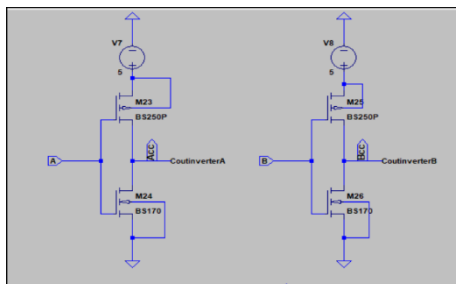 V7
5
M23
BS250P
A
Acc
CoutinverterA
M24
BS170
V8
5
M25
BS250P
B
Bcc
CoutinverterB
M26
BS170